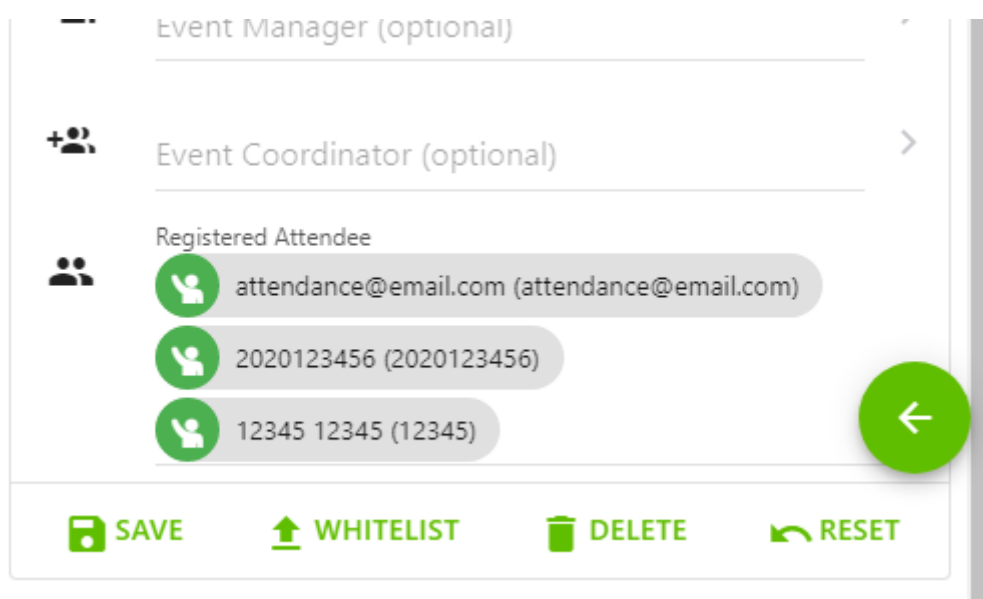 Event Manager (optional)
Event Coordinator (optional)
Registered Attendee
attendance@email.com (attendance@email.com)
2020123456 (2020123456)
12345 12345 (12345)
SAVE WHITELIST DELETE RESET